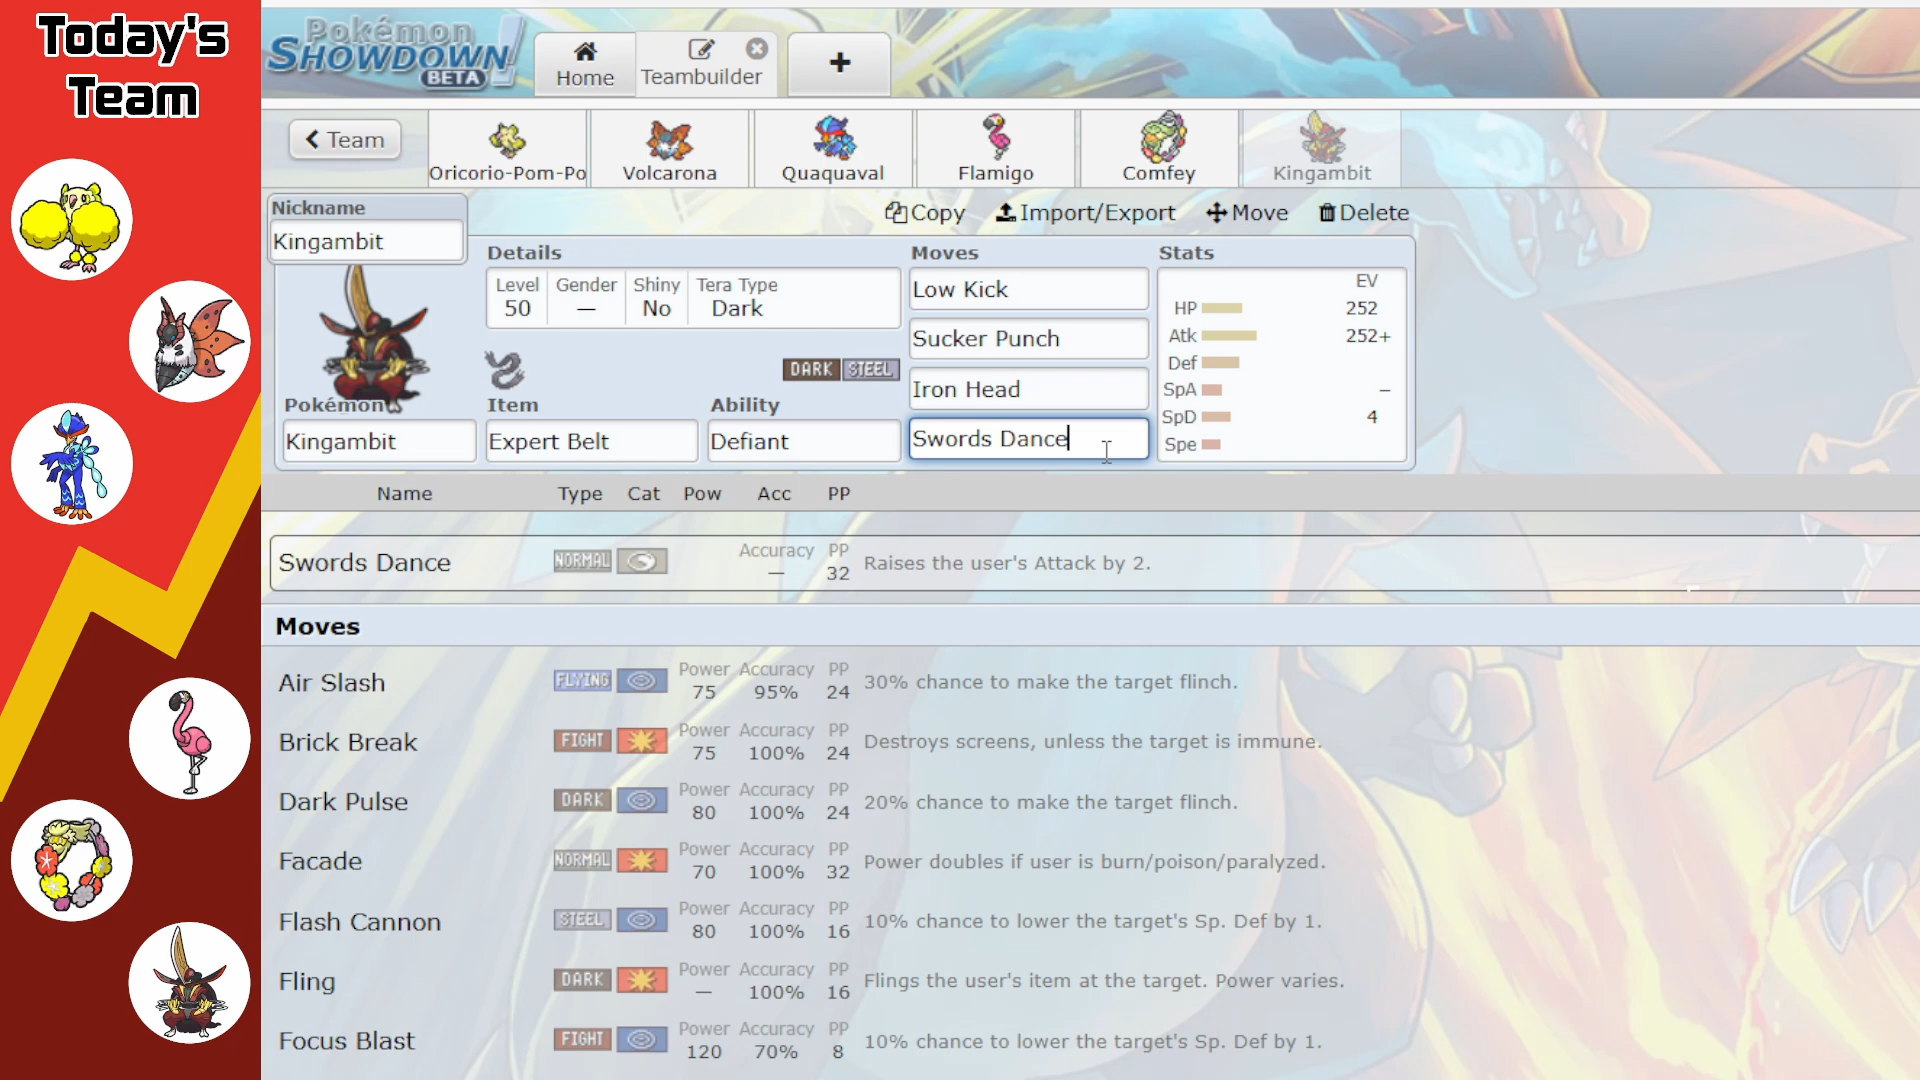 Today's
Team
Pokémon
SHOWDOWN!
BETA
Home
Teambuilder
+
Team
Oricorio-Pom-Po
Volcarona
Quaquaval
Flamigo
Comfey
Kingambit
Nickname
Kingambit
Copy
Import/Export
Move
Delete
Details
Moves
Stats
Level
50
Gender
—
Shiny
No
Tera Type
Dark
DARK
STEEL
Pokémon
Kingambit
Item
Expert Belt
Ability
Defiant
Low Kick
Sucker Punch
Iron Head
Swords Dance
EV
HP 252
Atk 252+
Def
SpA –
SpD 4
Spe
Name Type Cat Pow Acc PP
Swords Dance NORMAL Accuracy — PP 32 Raises the user's Attack by 2.
Moves
Air Slash FLYING Power 75 Accuracy 95% PP 24 30% chance to make the target flinch.
Brick Break FIGHT Power 75 Accuracy 100% PP 24 Destroys screens, unless the target is immune.
Dark Pulse DARK Power 80 Accuracy 100% PP 24 20% chance to make the target flinch.
Facade NORMAL Power 70 Accuracy 100% PP 32 Power doubles if user is burn/poison/paralyzed.
Flash Cannon STEEL Power 80 Accuracy 100% PP 16 10% chance to lower the target's Sp. Def by 1.
Fling DARK Power — Accuracy 100% PP 16 Flings the user's item at the target. Power varies.
Focus Blast FIGHT Power 120 Accuracy 70% PP 8 10% chance to lower the target's Sp. Def by 1.